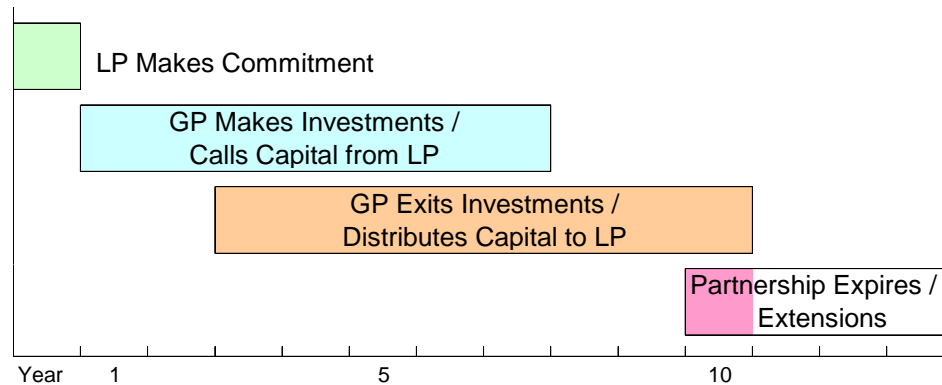 LP Makes Commitment
GP Makes Investments /
Calls Capital from LP
GP Exits Investments /
Distributes Capital to LP
Partnership Expires /
Extensions
Year 1 5 10